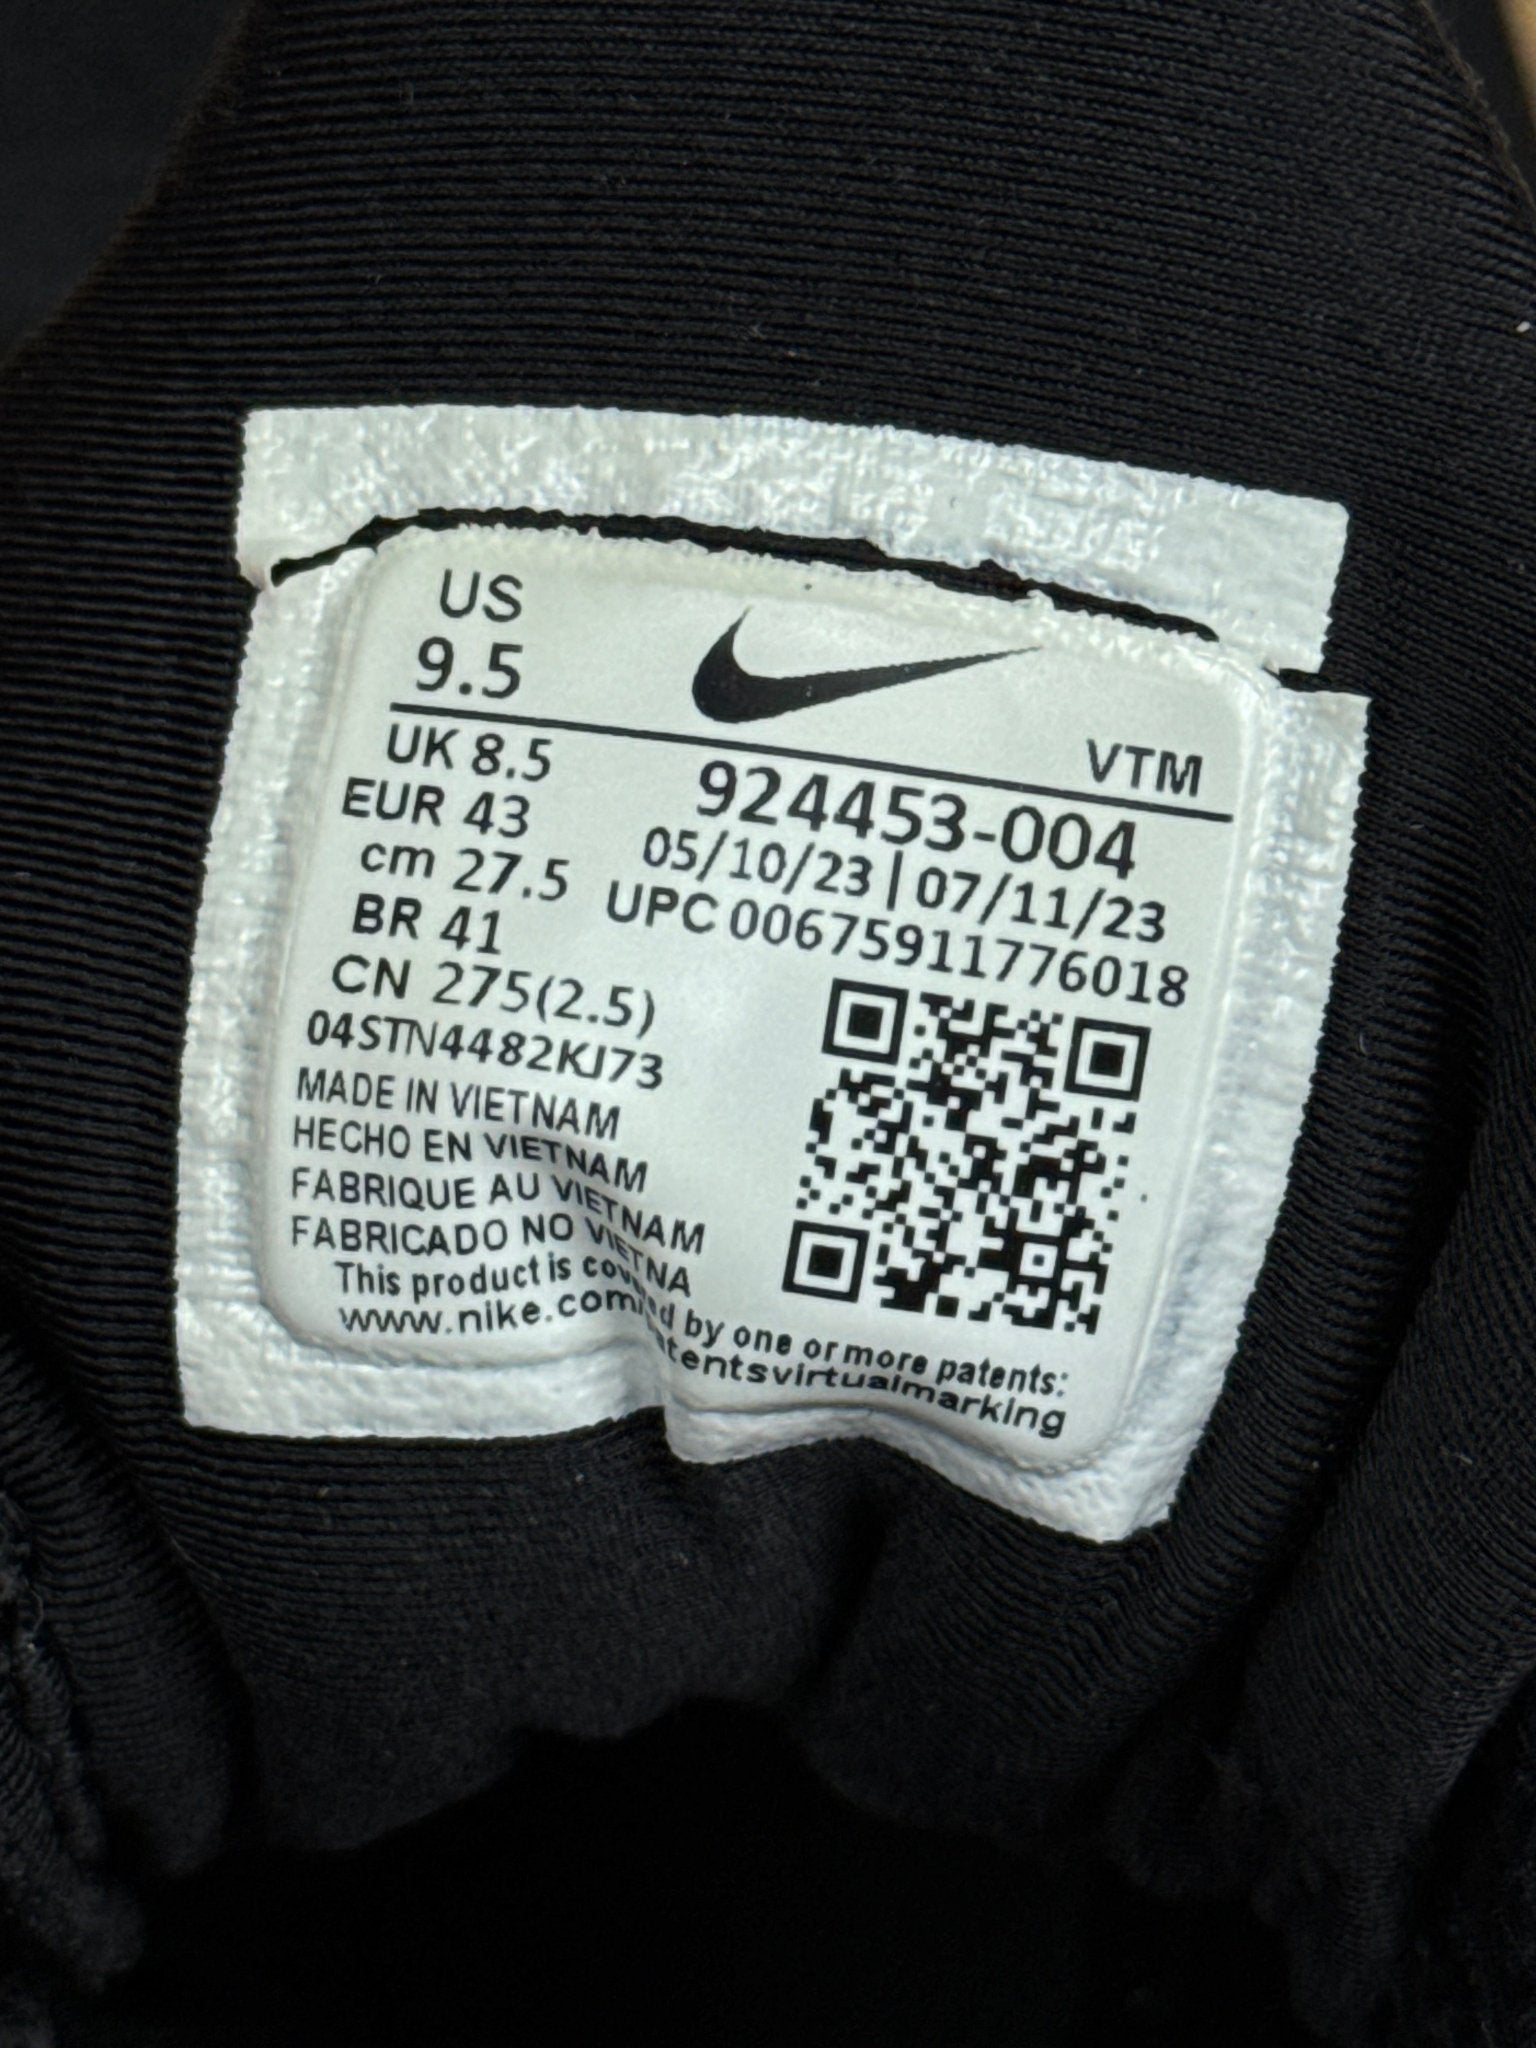 US
9.5
VTM
UK 8.5
EUR 43
cm 27.5
BR 41
CN 275(2.5)
04STN4482KJ73
924453-004
05/10/23 | 07/11/23
UPC 00675911776018
MADE IN VIETNAM
HECHO EN VIETNAM
FABRIQUE AU VIETNAM
FABRICADO NO VIETNA
This product is covered by one or more patents:
www.nike.com/patentsvirtualmarking